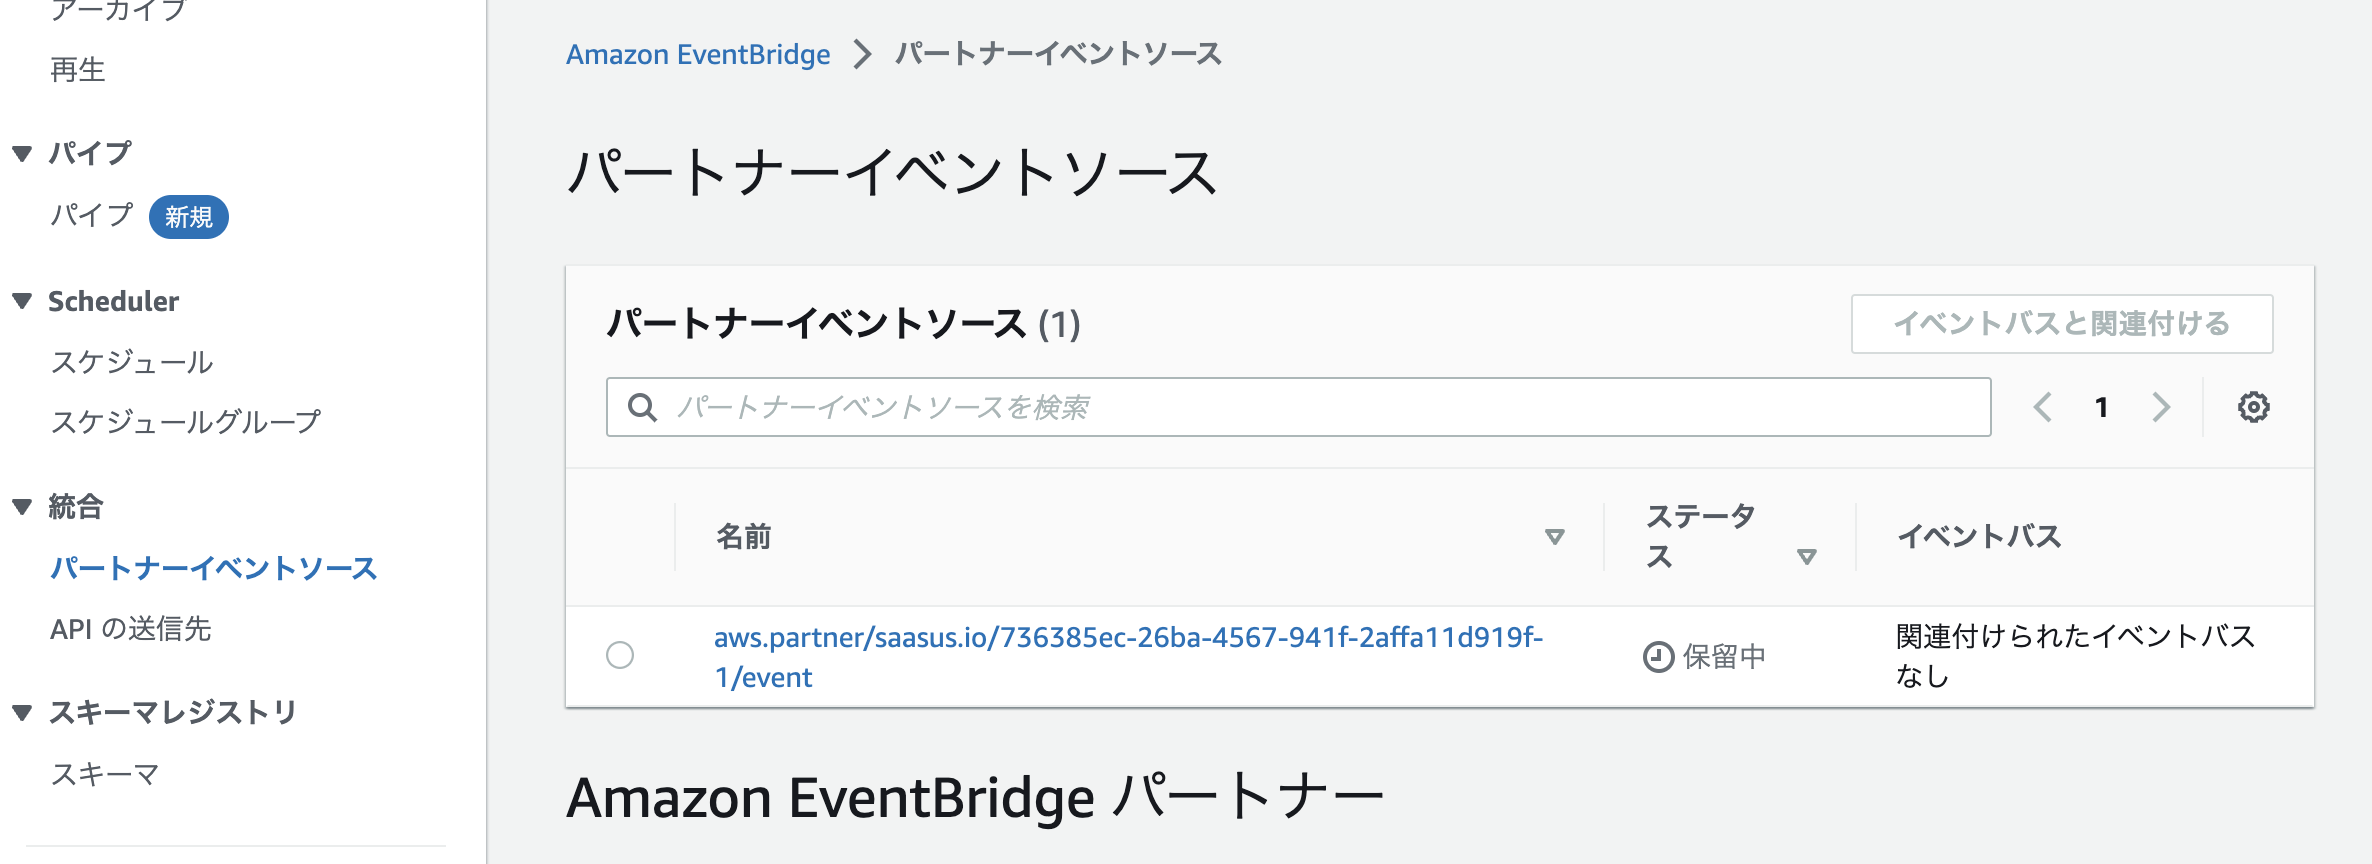 アーカイブ
再生
パイプ
パイプ 新規
Scheduler
スケジュール
スケジュールグループ
統合
パートナーイベントソース
API の送信先
スキーマレジストリ
スキーマ
Amazon EventBridge > パートナーイベントソース
パートナーイベントソース
パートナーイベントソース (1)
イベントバスと関連付ける
パートナーイベントソースを検索
1
名前
ステータ
ス
イベントバス
aws.partner/saasus.io/736385ec-26ba-4567-941f-2affa11d919f-
1/event
保留中
関連付けられたイベントバス
なし
Amazon EventBridge パートナー